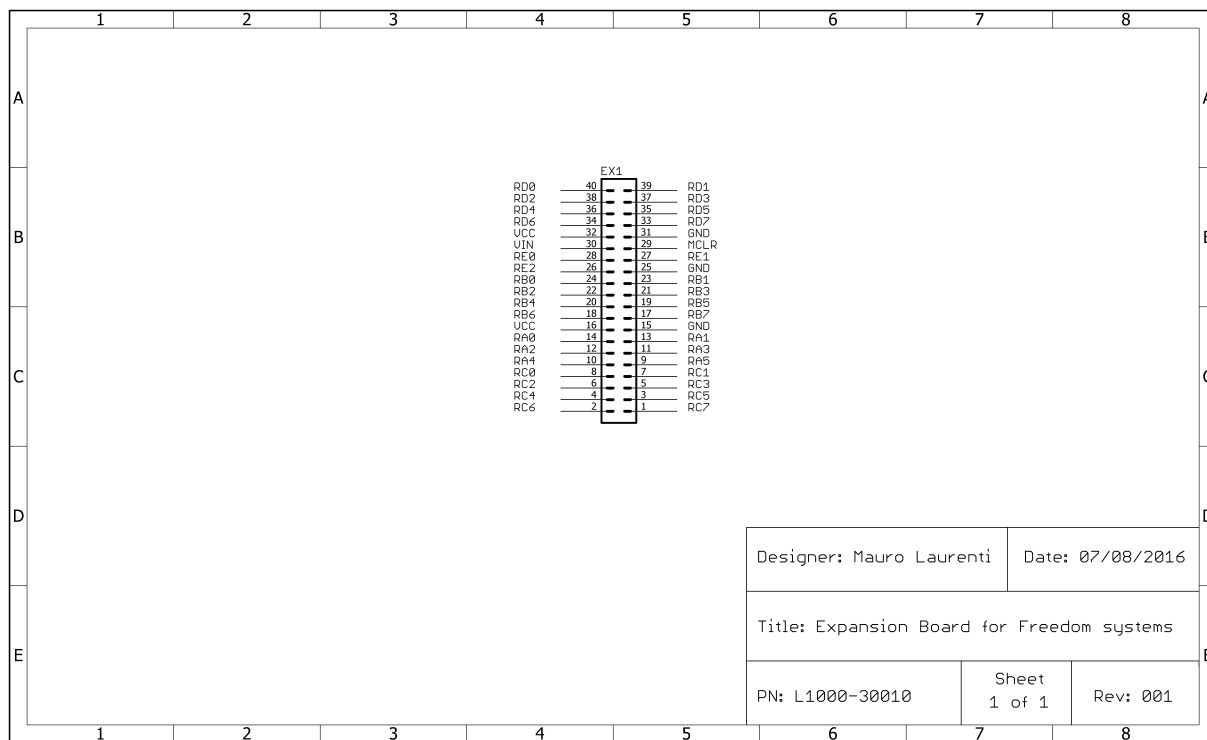 1 2 3 4 5 6 7 8
A A
EX1
RD0 40 39 RD1
RD2 38 37 RD3
RD4 36 35 RD5
RD6 34 33 RD7
VCC 32 31 GND
B
VIN 30 29 MCLR
RE0 28 27 RE1
RE2 26 25 GND
RB0 24 23 RB1
RB2 22 21 RB3
RB4 20 19 RB5
RB6 18 17 RB7
VCC 16 15 GND
RA0 14 13 RA1
RA2 12 11 RA3
RA4 10 9 RA5
RC0 8 7 RC1
C
RC2 6 5 RC3
RC4 4 3 RC5
RC6 2 1 RC7
D
Designer: Mauro Laurenti Date: 07/08/2016
Title: Expansion Board for Freedom systems
E
PN: L1000-30010 Sheet 1 of 1 Rev: 001
1 2 3 4 5 6 7 8